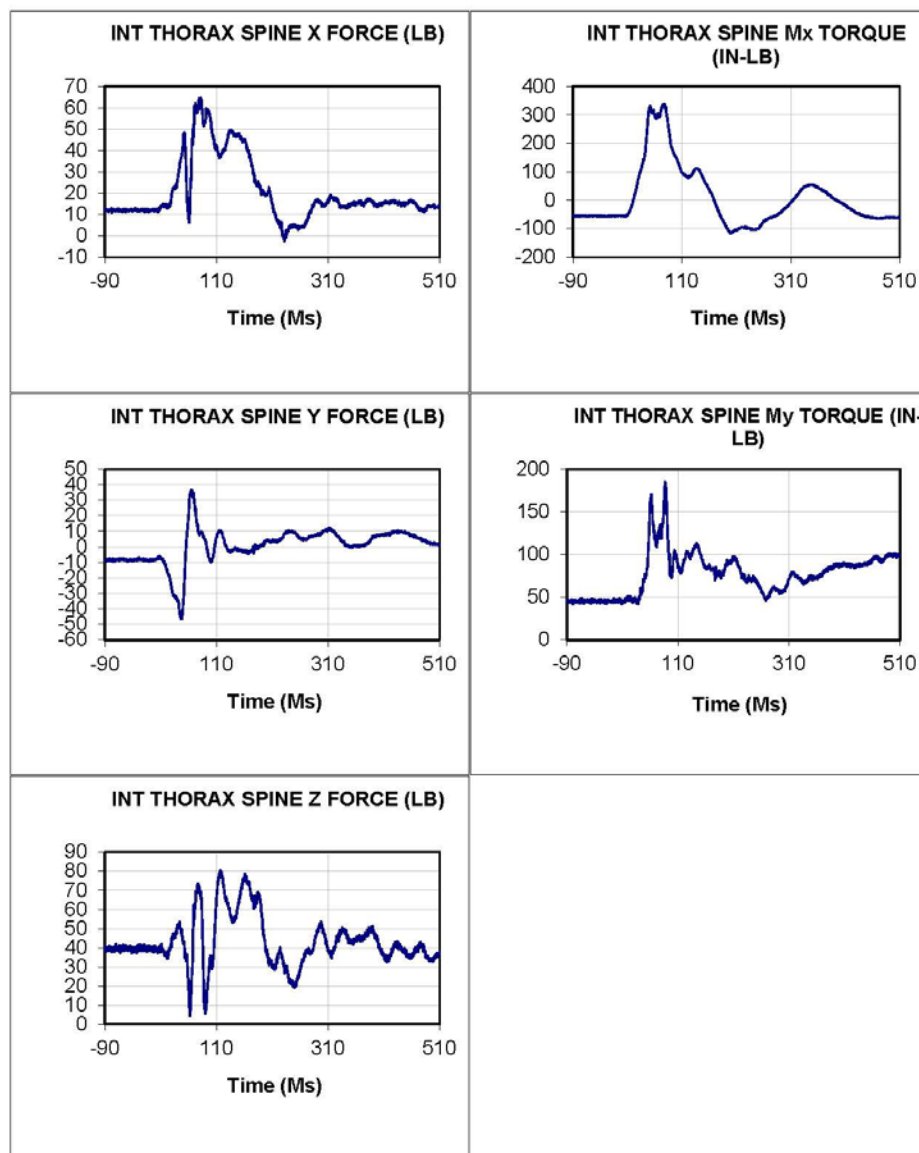 INT THORAX SPINE X FORCE (LB)
70
60
50
40
30
20
10
0
-10
-90 110 310 510
Time (Ms)
INT THORAX SPINE Mx TORQUE
(IN-LB)
400
300
200
100
0
-100
-200
-90 110 310 510
Time (Ms)
INT THORAX SPINE Y FORCE (LB)
50
40
30
20
10
0
-10
-20
-30
-40
-50
-60
-90 110 310 510
Time (Ms)
INT THORAX SPINE My TORQUE (IN-
LB)
200
150
100
50
0
-90 110 310 510
Time (Ms)
INT THORAX SPINE Z FORCE (LB)
90
80
70
60
50
40
30
20
10
0
-90 110 310 510
Time (Ms)